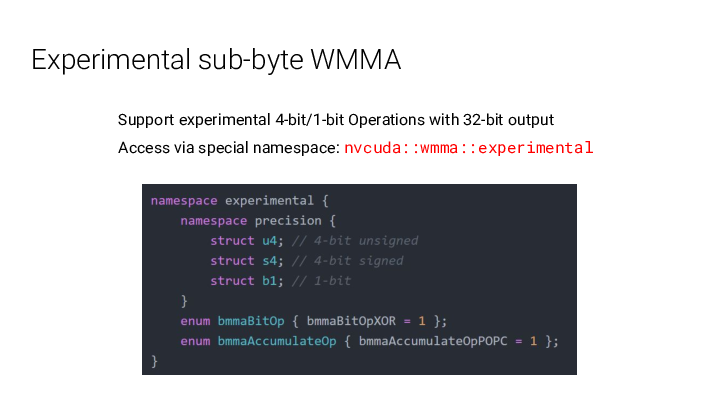 Experimental sub-byte WMMA
Support experimental 4-bit/1-bit Operations with 32-bit output
Access via special namespace: nvcuda::wmma::experimental
namespace experimental {
    namespace precision {
        struct u4; // 4-bit unsigned
        struct s4; // 4-bit signed
        struct b1; // 1-bit
    }
    enum bmmaBitOp { bmmaBitOpXOR = 1 };
    enum bmmaAccumulateOp { bmmaAccumulateOpPOPC = 1 };
}